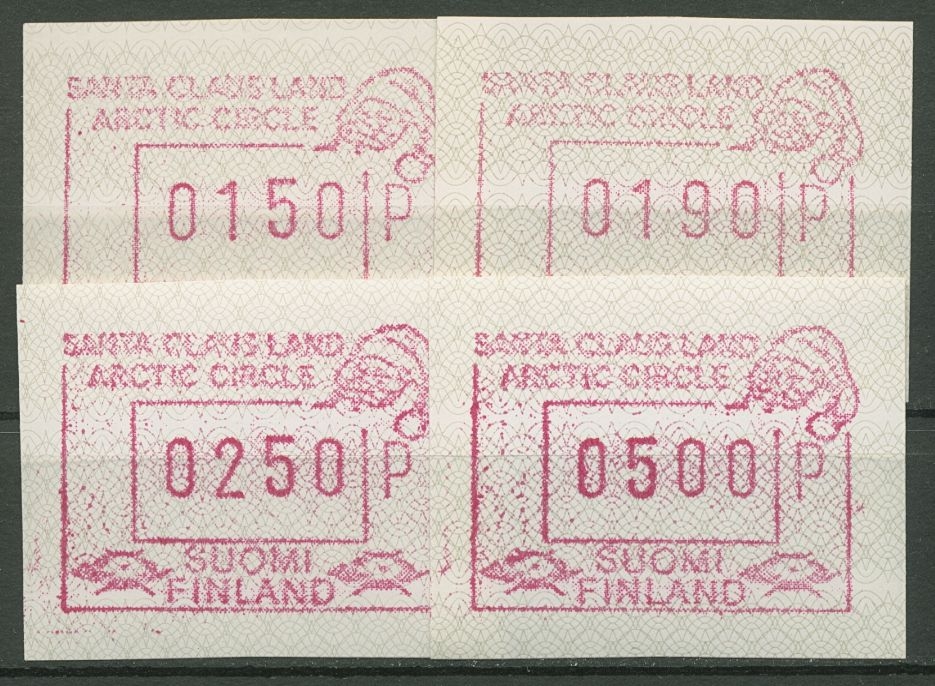 SANTA CLAUS LAND
ARCTIC CIRCLE
0150 P
SANTA CLAUS LAND
ARCTIC CIRCLE
0190 P
SANTA CLAUS LAND
ARCTIC CIRCLE
0250 P
SUOMI
FINLAND
SANTA CLAUS LAND
ARCTIC CIRCLE
0500 P
SUOMI
FINLAND